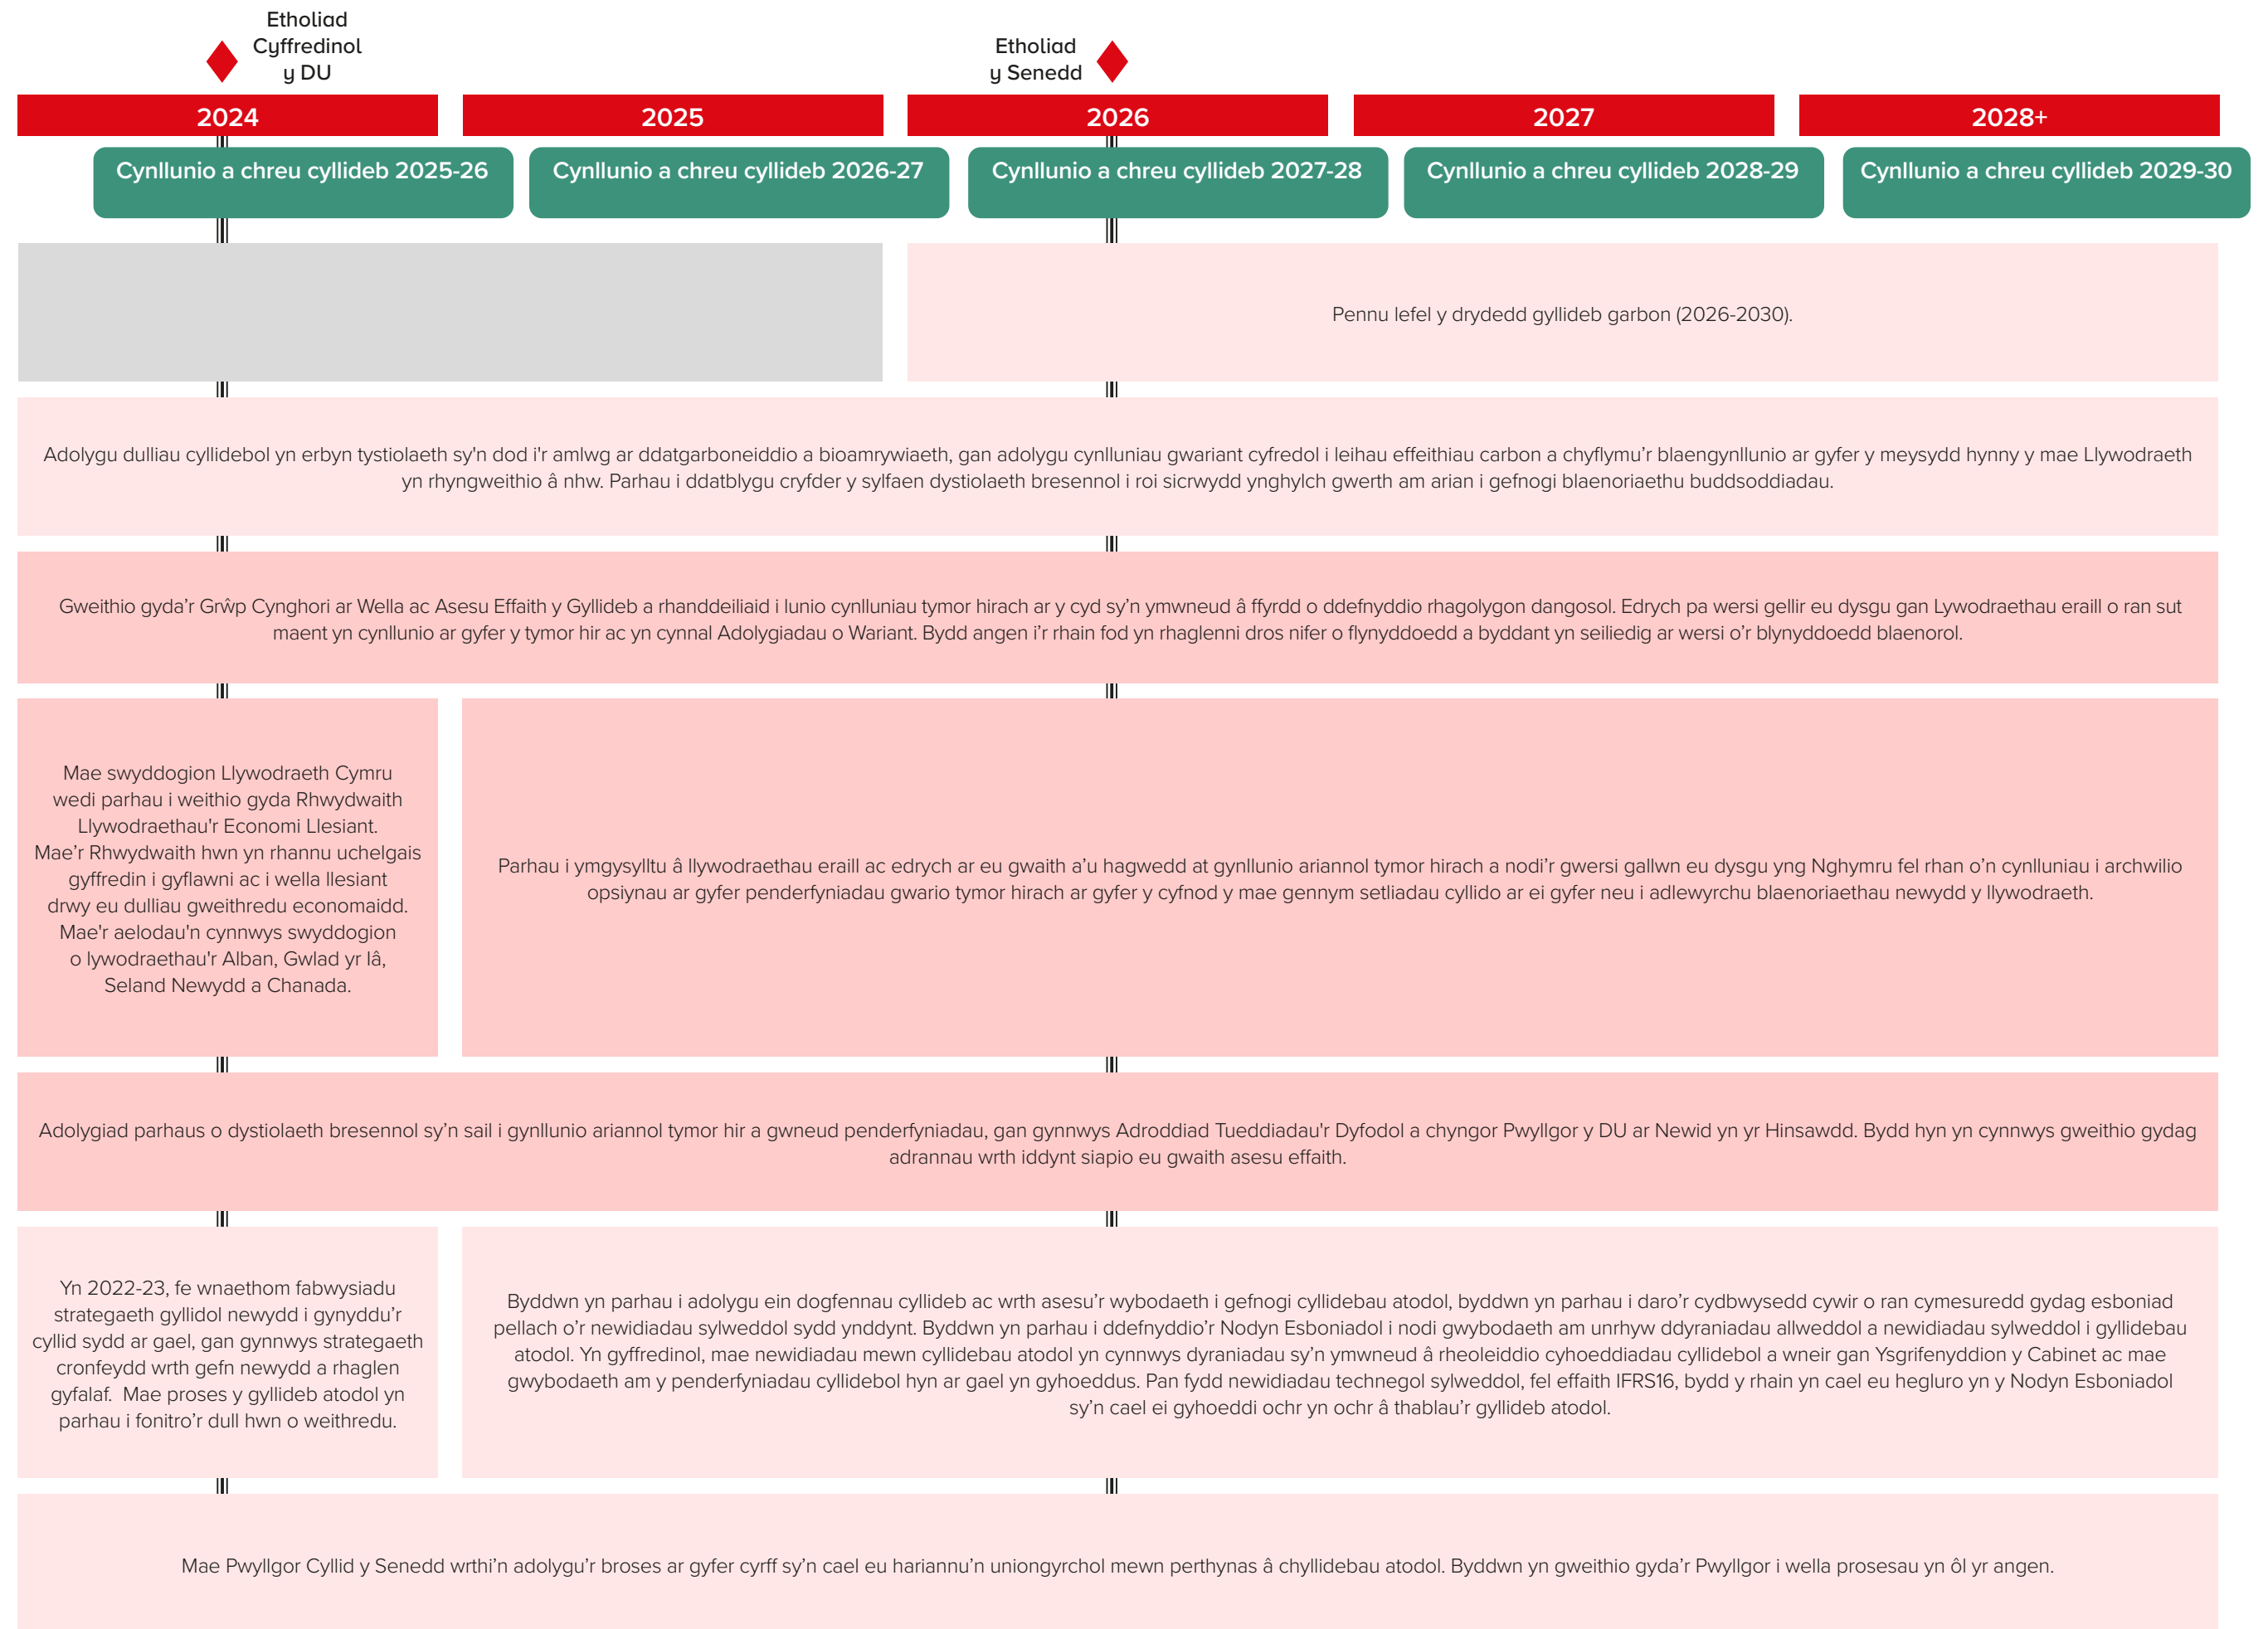 Etholiad
Cyffredinol
y DU
Etholiad
y Senedd
2024
2025
2026
2027
2028+
Cynllunio a chreu cyllideb 2025-26
Cynllunio a chreu cyllideb 2026-27
Cynllunio a chreu cyllideb 2027-28
Cynllunio a chreu cyllideb 2028-29
Cynllunio a chreu cyllideb 2029-30
Pennu lefel y drydedd gyllideb garbon (2026-2030).
Adolygu dulliau cyllidebol yn erbyn tystiolaeth sy'n dod i'r amlwg ar ddatgarboneiddio a bioamrywiaeth, gan adolygu cynlluniau gwariant cyfredol i leihau effeithiau carbon a chyflymu’r blaengynllunio ar gyfer y meysydd hynny y mae Llywodraeth
yn rhyngweithio â nhw. Parhau i ddatblygu cryfder y sylfaen dystiolaeth bresennol i roi sicrwydd ynghylch gwerth am arian i gefnogi blaenoriaethu buddsoddiadau.
Gweithio gyda’r Grŵp Cynghori ar Wella ac Asesu Effaith y Gyllideb a rhanddeiliaid i lunio cynlluniau tymor hirach ar y cyd sy’n ymwneud â ffyrdd o ddefnyddio rhagolygon dangosol. Edrych pa wersi gellir eu dysgu gan Lywodraethau eraill o ran sut
maent yn cynllunio ar gyfer y tymor hir ac yn cynnal Adolygiadau o Wariant. Bydd angen i’r rhain fod yn rhaglenni dros nifer o flynyddoedd a byddant yn seiliedig ar wersi o’r blynyddoedd blaenorol.
Mae swyddogion Llywodraeth Cymru
wedi parhau i weithio gyda Rhwydwaith
Llywodraethau'r Economi Llesiant.
Mae’r Rhwydwaith hwn yn rhannu uchelgais
gyffredin i gyflawni ac i wella llesiant
drwy eu dulliau gweithredu economaidd.
Mae'r aelodau'n cynnwys swyddogion
o lywodraethau'r Alban, Gwlad yr Iâ,
Seland Newydd a Chanada.
Parhau i ymgysylltu â llywodraethau eraill ac edrych ar eu gwaith a’u hagwedd at gynllunio ariannol tymor hirach a nodi’r gwersi gallwn eu dysgu yng Nghymru fel rhan o’n cynlluniau i archwilio
opsiynau ar gyfer penderfyniadau gwario tymor hirach ar gyfer y cyfnod y mae gennym setliadau cyllido ar ei gyfer neu i adlewyrchu blaenoriaethau newydd y llywodraeth.
Adolygiad parhaus o dystiolaeth bresennol sy’n sail i gynllunio ariannol tymor hir a gwneud penderfyniadau, gan gynnwys Adroddiad Tueddiadau'r Dyfodol a chyngor Pwyllgor y DU ar Newid yn yr Hinsawdd. Bydd hyn yn cynnwys gweithio gydag
adrannau wrth iddynt siapio eu gwaith asesu effaith.
Yn 2022-23, fe wnaethom fabwysiadu
strategaeth gyllidol newydd i gynyddu’r
cyllid sydd ar gael, gan gynnwys strategaeth
cronfeydd wrth gefn newydd a rhaglen
gyfalaf.  Mae proses y gyllideb atodol yn
parhau i fonitro’r dull hwn o weithredu.
Byddwn yn parhau i adolygu ein dogfennau cyllideb ac wrth asesu’r wybodaeth i gefnogi cyllidebau atodol, byddwn yn parhau i daro’r cydbwysedd cywir o ran cymesuredd gydag esboniad
pellach o’r newidiadau sylweddol sydd ynddynt. Byddwn yn parhau i ddefnyddio’r Nodyn Esboniadol i nodi gwybodaeth am unrhyw ddyraniadau allweddol a newidiadau sylweddol i gyllidebau
atodol. Yn gyffredinol, mae newidiadau mewn cyllidebau atodol yn cynnwys dyraniadau sy’n ymwneud â rheoleiddio cyhoeddiadau cyllidebol a wneir gan Ysgrifenyddion y Cabinet ac mae
gwybodaeth am y penderfyniadau cyllidebol hyn ar gael yn gyhoeddus. Pan fydd newidiadau technegol sylweddol, fel effaith IFRS16, bydd y rhain yn cael eu hegluro yn y Nodyn Esboniadol
sy’n cael ei gyhoeddi ochr yn ochr â thablau’r gyllideb atodol.
Mae Pwyllgor Cyllid y Senedd wrthi’n adolygu’r broses ar gyfer cyrff sy’n cael eu hariannu’n uniongyrchol mewn perthynas â chyllidebau atodol. Byddwn yn gweithio gyda’r Pwyllgor i wella prosesau yn ôl yr angen.